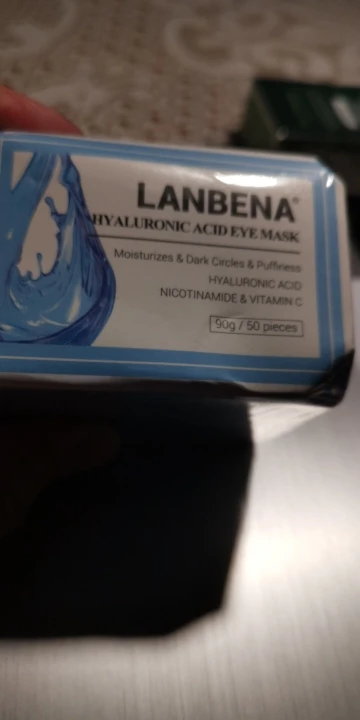 LANBENA®
HYALURONIC ACID EYE MASK
Moisturizes & Dark Circles & Puffiness
HYALURONIC ACID
NICOTINAMIDE & VITAMIN C
90g / 50 pieces